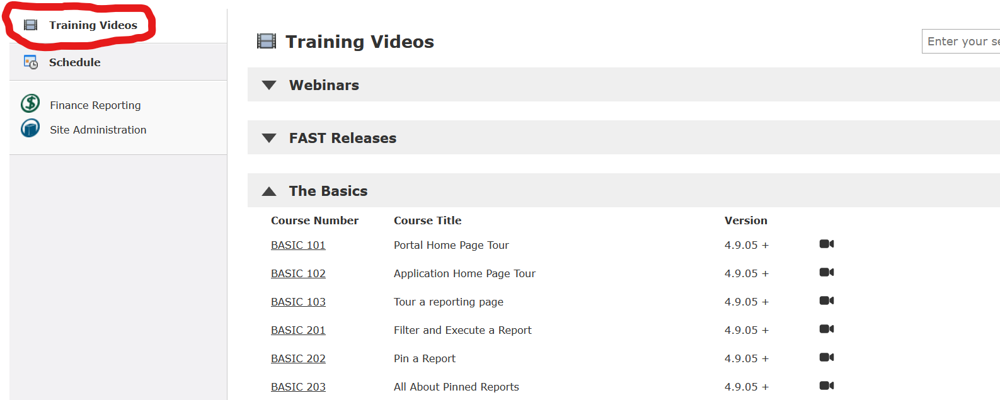 Training Videos
Schedule
Finance Reporting
Site Administration
Training Videos
Enter your se
Webinars
FAST Releases
The Basics
Course Number Course Title Version
BASIC 101 Portal Home Page Tour 4.9.05 +
BASIC 102 Application Home Page Tour 4.9.05 +
BASIC 103 Tour a reporting page 4.9.05 +
BASIC 201 Filter and Execute a Report 4.9.05 +
BASIC 202 Pin a Report 4.9.05 +
BASIC 203 All About Pinned Reports 4.9.05 +